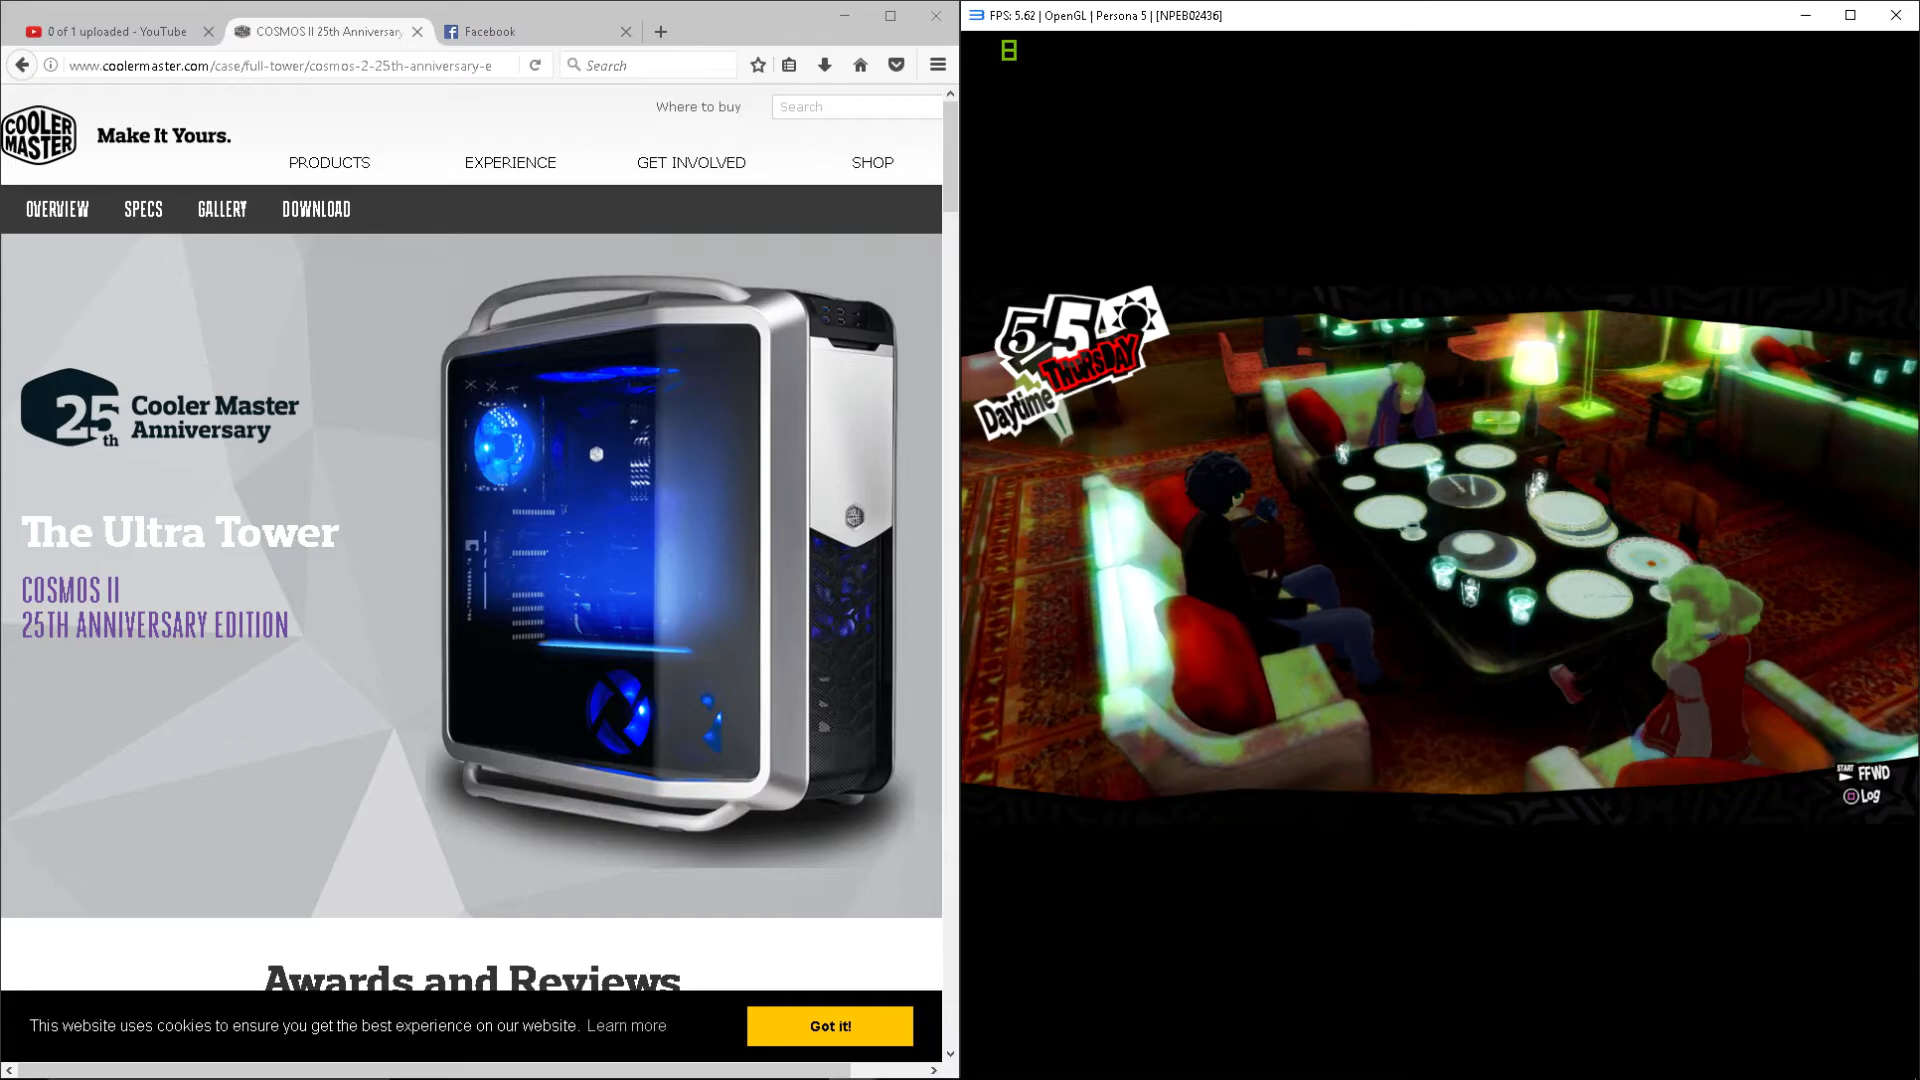 0 of 1 uploaded - YouTube
COSMOS II 25th Anniversary
Facebook
www.coolermaster.com/case/full-tower/cosmos-2-25th-anniversary-e
Search
Where to buy
Search
COOLER
MASTER
Make It Yours.
PRODUCTS
EXPERIENCE
GET INVOLVED
SHOP
OVERVIEW
SPECS
GALLERY
DOWNLOAD
25th
Cooler Master
Anniversary
The Ultra Tower
COSMOS II
25TH ANNIVERSARY EDITION
Awards and Reviews
This website uses cookies to ensure you get the best experience on our website. Learn more
Got it!
FPS: 5.62 | OpenGL | Persona 5 | [NPEB02436]
8
5/5
THURSDAY
Daytime
START FFWD
Log